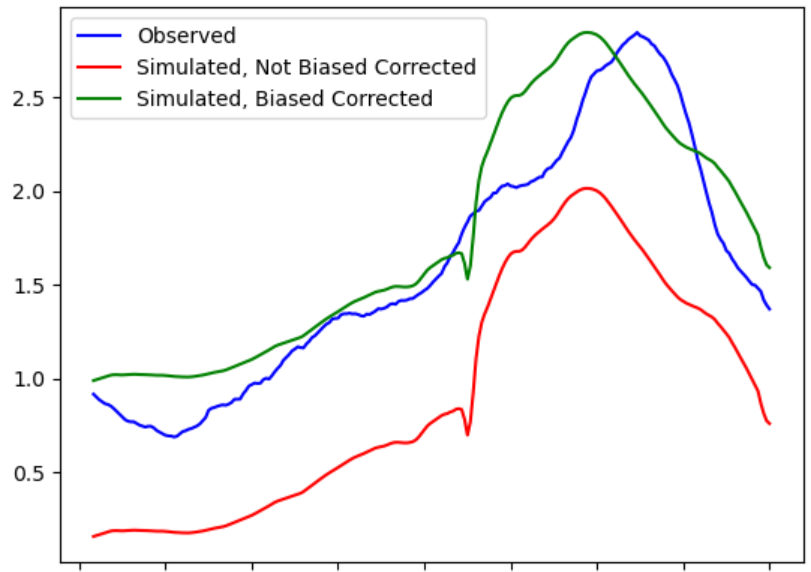 Observed
Simulated, Not Biased Corrected
Simulated, Biased Corrected
2.5
2.0
1.5
1.0
0.5